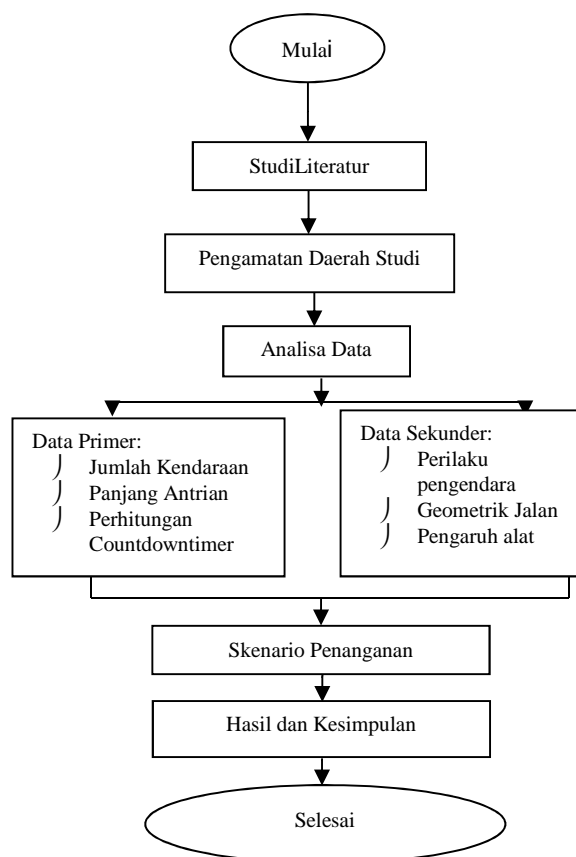 Mulai
StudiLiteratur
Pengamatan Daerah Studi
Analisa Data
Data Primer:
Jumlah Kendaraan
Panjang Antrian
Perhitungan
Countdowntimer
Data Sekunder:
Perilaku
pengendara
Geometrik Jalan
Pengaruh alat
Skenario Penanganan
Hasil dan Kesimpulan
Selesai